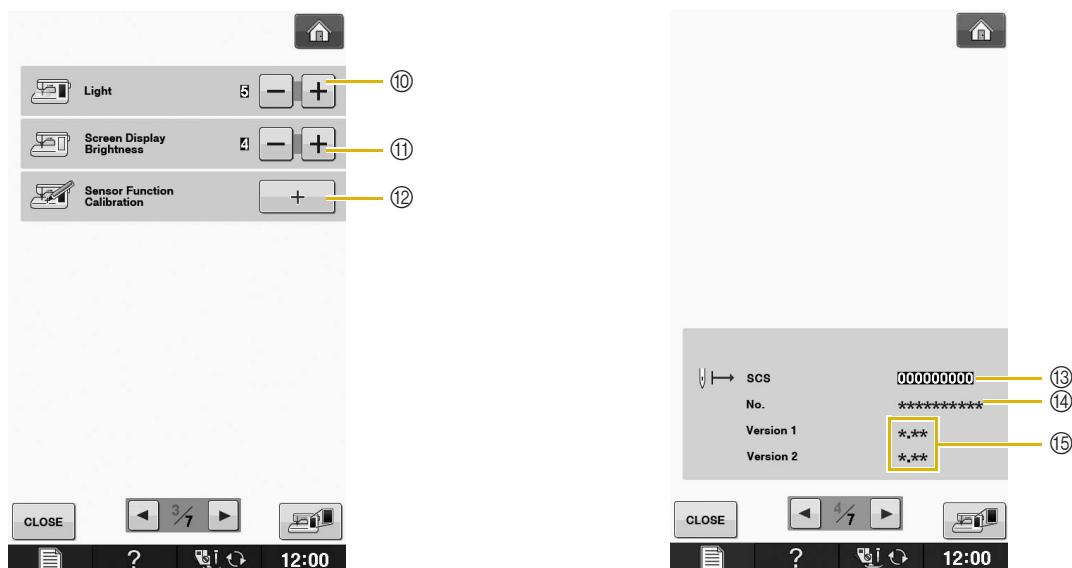 Light 5 − + ⑩
Screen Display
Brightness 4 − + ⑪
Sensor Function
Calibration + ⑫
CLOSE 3/7
? 12:00
SCS 000000000 ⑬
No. ********** ⑭
Version 1 *.**
⑮
Version 2 *.**
CLOSE 4/7
? 12:00